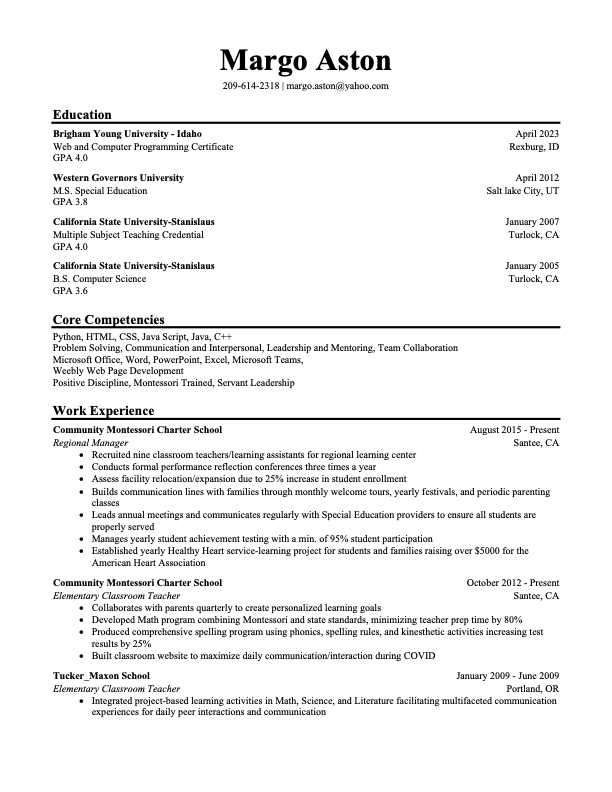 Margo Aston
209-614-2318 | margo.aston@yahoo.com
Education
Brigham Young University - Idaho April 2023
Web and Computer Programming Certificate Rexburg, ID
GPA 4.0
Western Governors University April 2012
M.S. Special Education Salt lake City, UT
GPA 3.8
California State University-Stanislaus January 2007
Multiple Subject Teaching Credential Turlock, CA
GPA 4.0
California State University-Stanislaus January 2005
B.S. Computer Science Turlock, CA
GPA 3.6
Core Competencies
Python, HTML, CSS, Java Script, Java, C++
Problem Solving, Communication and Interpersonal, Leadership and Mentoring, Team Collaboration
Microsoft Office, Word, PowerPoint, Excel, Microsoft Teams,
Weebly Web Page Development
Positive Discipline, Montessori Trained, Servant Leadership
Work Experience
Community Montessori Charter School August 2015 - Present
Regional Manager Santee, CA
• Recruited nine classroom teachers/learning assistants for regional learning center
• Conducts formal performance reflection conferences three times a year
• Assess facility relocation/expansion due to 25% increase in student enrollment
• Builds communication lines with families through monthly welcome tours, yearly festivals, and periodic parenting
classes
• Leads annual meetings and communicates regularly with Special Education providers to ensure all students are
properly served
• Manages yearly student achievement testing with a min. of 95% student participation
• Established yearly Healthy Heart service-learning project for students and families raising over $5000 for the
American Heart Association
Community Montessori Charter School October 2012 - Present
Elementary Classroom Teacher Santee, CA
• Collaborates with parents quarterly to create personalized learning goals
• Developed Math program combining Montessori and state standards, minimizing teacher prep time by 80%
• Produced comprehensive spelling program using phonics, spelling rules, and kinesthetic activities increasing test
results by 25%
• Built classroom website to maximize daily communication/interaction during COVID
Tucker_Maxon School January 2009 - June 2009
Elementary Classroom Teacher Portland, OR
• Integrated project-based learning activities in Math, Science, and Literature facilitating multifaceted communication
experiences for daily peer interactions and communication